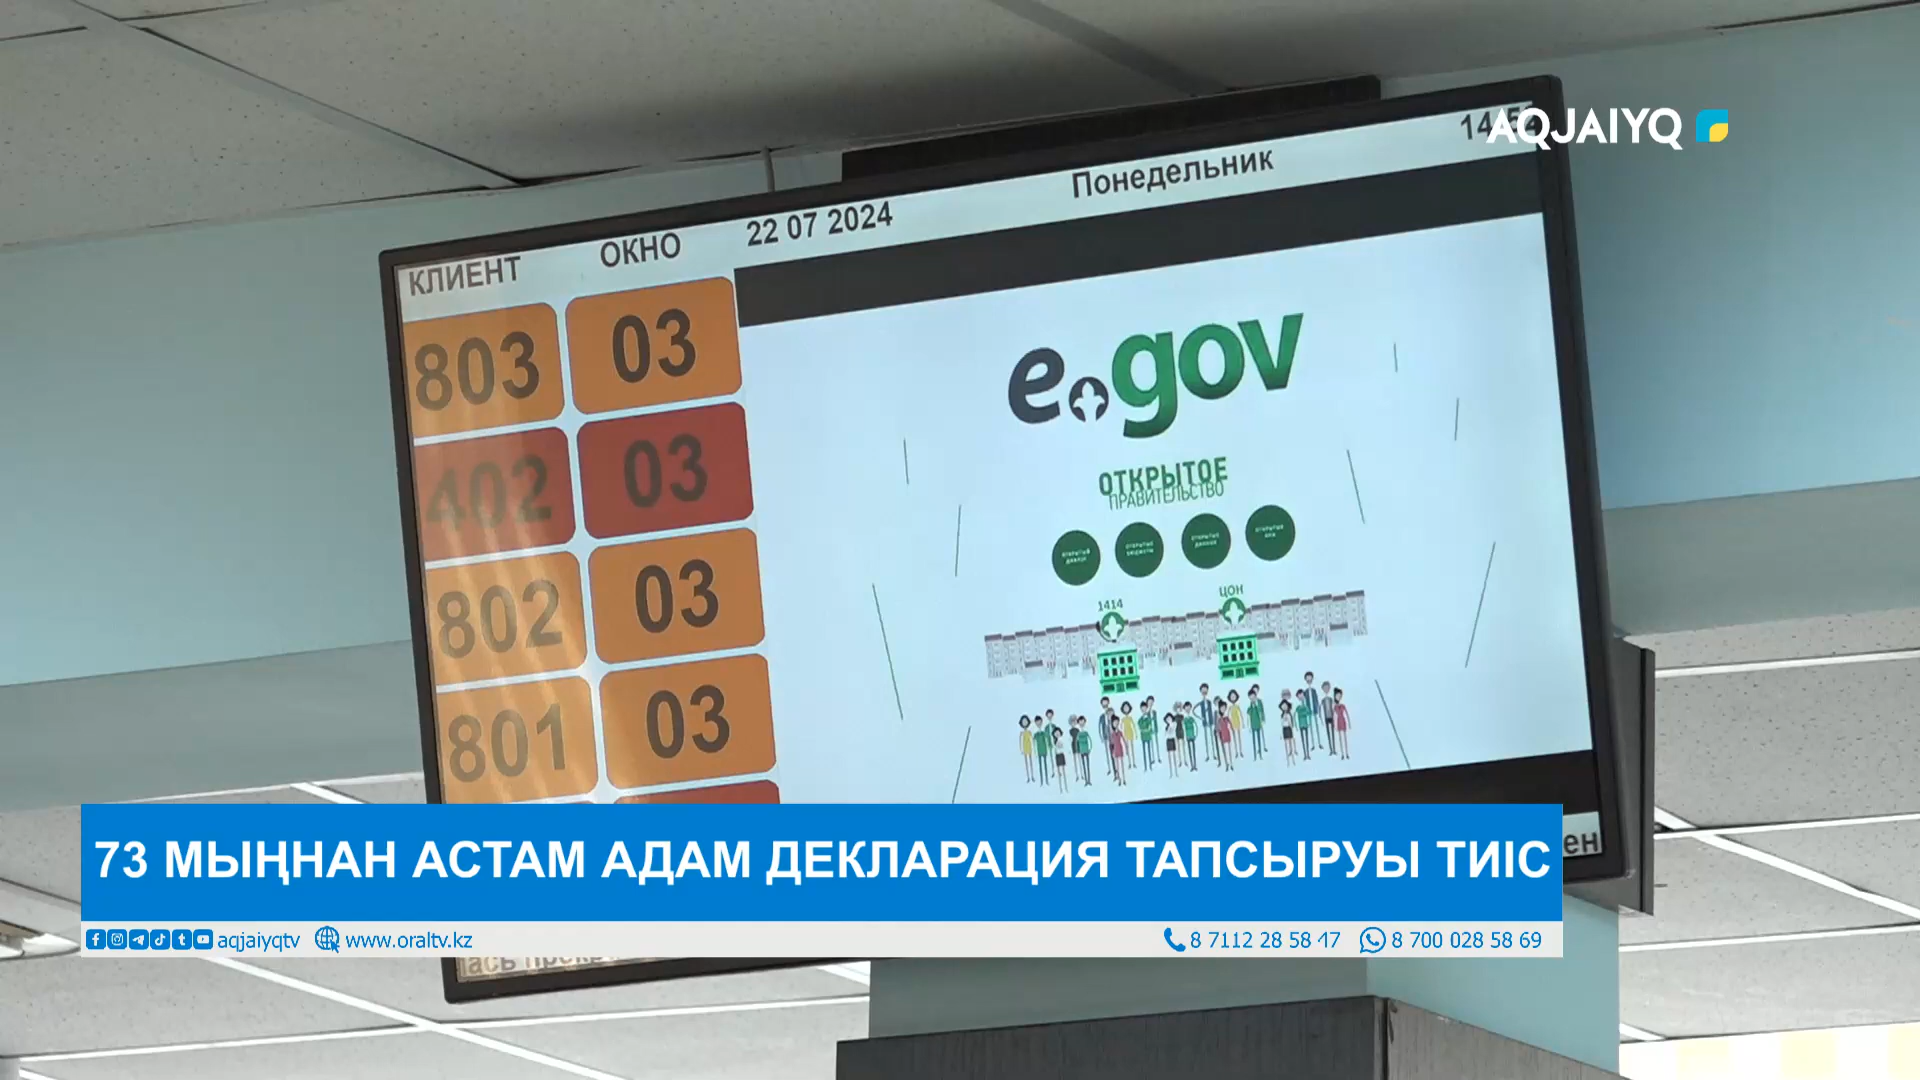 AQJAIYQ
КЛИЕНТ ОКНО 22 07 2024 Понедельник
803 03
402 03
802 03
801 03
e.gov
ОТКРЫТОЕ
ПРАВИТЕЛЬСТВО
1414 ЦОН
73 МЫҢНАН АСТАМ АДАМ ДЕКЛАРАЦИЯ ТАПСЫРУЫ ТИІС
aqjaiyqtv www.oraltv.kz 8 7112 28 58 47 8 700 028 58 69